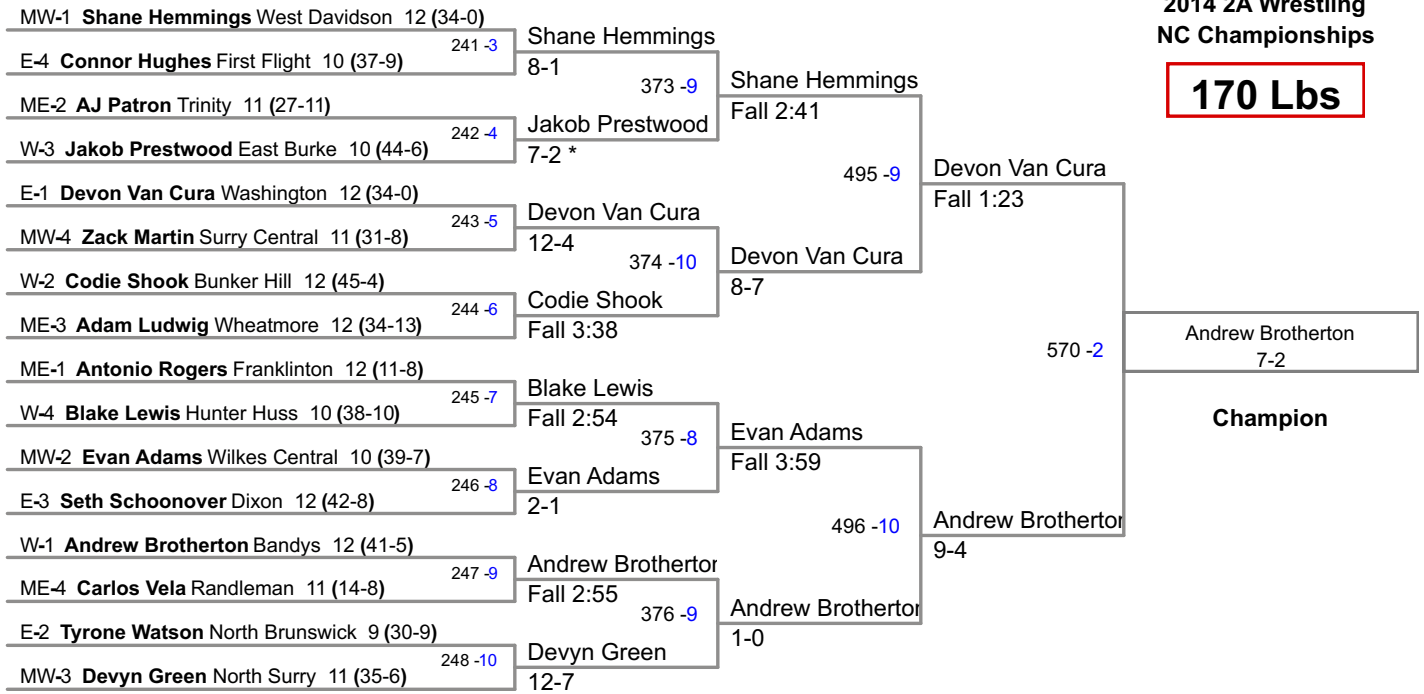 2014 2A Wrestling
NC Championships
170 Lbs
MW-1 Shane Hemmings West Davidson 12 (34-0)
241 -3
E-4 Connor Hughes First Flight 10 (37-9)
ME-2 AJ Patron Trinity 11 (27-11)
242 -4
W-3 Jakob Prestwood East Burke 10 (44-6)
E-1 Devon Van Cura Washington 12 (34-0)
243 -5
MW-4 Zack Martin Surry Central 11 (31-8)
W-2 Codie Shook Bunker Hill 12 (45-4)
244 -6
ME-3 Adam Ludwig Wheatmore 12 (34-13)
ME-1 Antonio Rogers Franklinton 12 (11-8)
245 -7
W-4 Blake Lewis Hunter Huss 10 (38-10)
MW-2 Evan Adams Wilkes Central 10 (39-7)
246 -8
E-3 Seth Schoonover Dixon 12 (42-8)
W-1 Andrew Brotherton Bandys 12 (41-5)
247 -9
ME-4 Carlos Vela Randleman 11 (14-8)
E-2 Tyrone Watson North Brunswick 9 (30-9)
248 -10
MW-3 Devyn Green North Surry 11 (35-6)
Shane Hemmings
8-1
373 -9
Jakob Prestwood
7-2 *
Devon Van Cura
12-4
374 -10
Codie Shook
Fall 3:38
Blake Lewis
Fall 2:54
375 -8
Evan Adams
2-1
Andrew Brotherton
Fall 2:55
376 -9
Devyn Green
12-7
Shane Hemmings
Fall 2:41
495 -9
Devon Van Cura
8-7
Evan Adams
Fall 3:59
496 -10
Andrew Brotherton
1-0
Devon Van Cura
Fall 1:23
570 -2
Andrew Brotherton
9-4
Andrew Brotherton
7-2
Champion